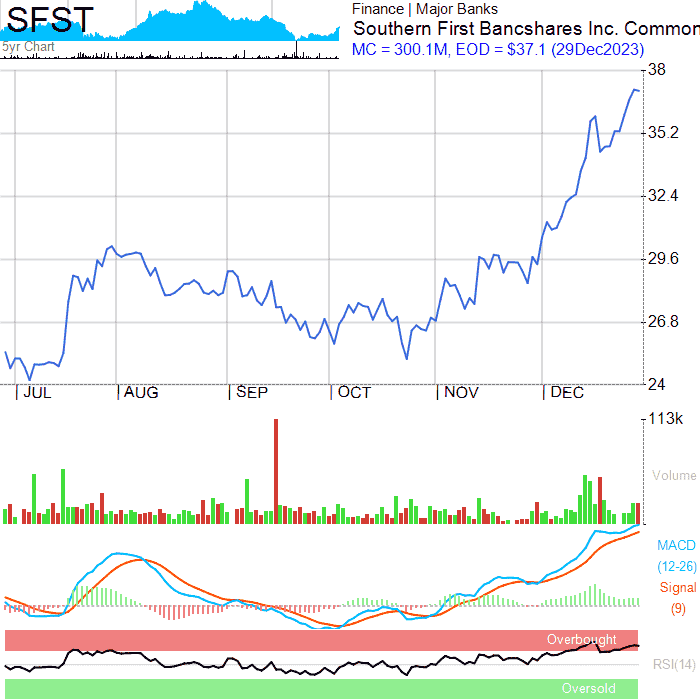 SFST
5yr Chart
Finance | Major Banks
Southern First Bancshares Inc. Common
MC = 300.1M, EOD = $37.1 (29Dec2023)
38
35.2
32.4
29.6
26.8
24
JUL
AUG
SEP
OCT
NOV
DEC
113k
Volume
MACD
(12-26)
Signal
(9)
Overbought
RSI(14)
Oversold